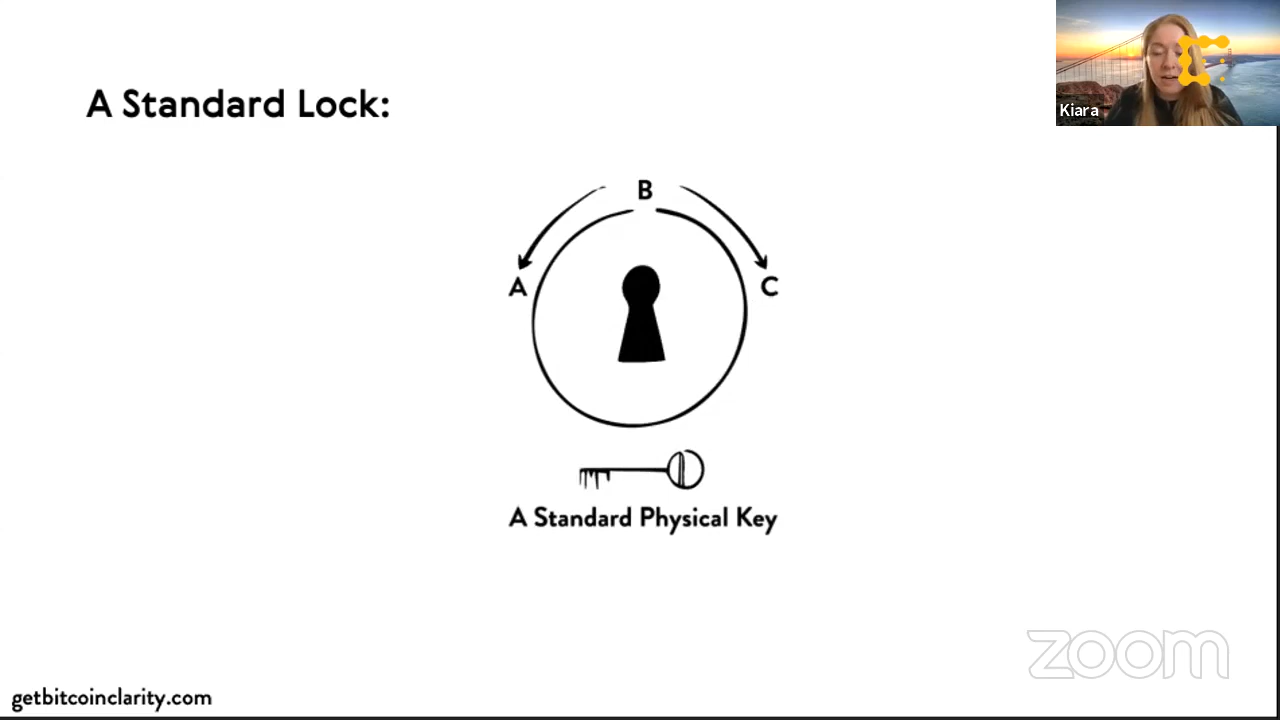 A Standard Lock:
Kiara
B
A
C
A Standard Physical Key
zoom
getbitcoinclarity.com